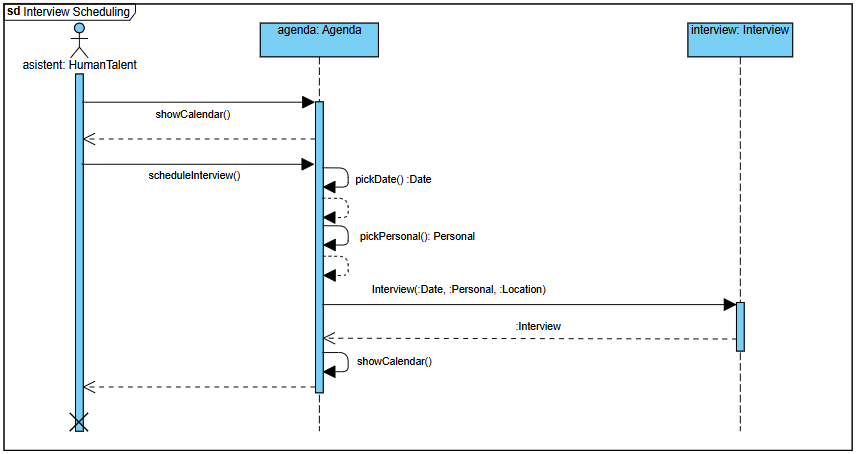 sd Interview Scheduling
agenda: Agenda
interview: Interview
asistent: HumanTalent
showCalendar()
scheduleInterview()
pickDate() :Date
pickPersonal(): Personal
Interview(:Date, :Personal, :Location)
:Interview
showCalendar()